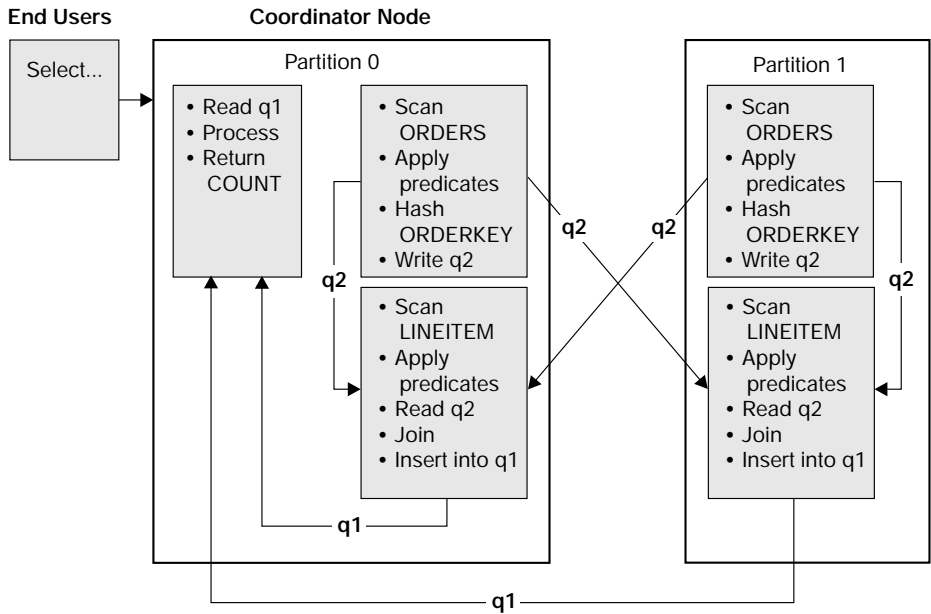 End Users
Coordinator Node
Select...
Partition 0
• Read q1
• Process
• Return
COUNT
• Scan
ORDERS
• Apply
predicates
• Hash
ORDERKEY
• Write q2
q2
• Scan
LINEITEM
• Apply
predicates
• Read q2
• Join
• Insert into q1
q1
q2
q2
Partition 1
• Scan
ORDERS
• Apply
predicates
• Hash
ORDERKEY
• Write q2
q2
• Scan
LINEITEM
• Apply
predicates
• Read q2
• Join
• Insert into q1
q1